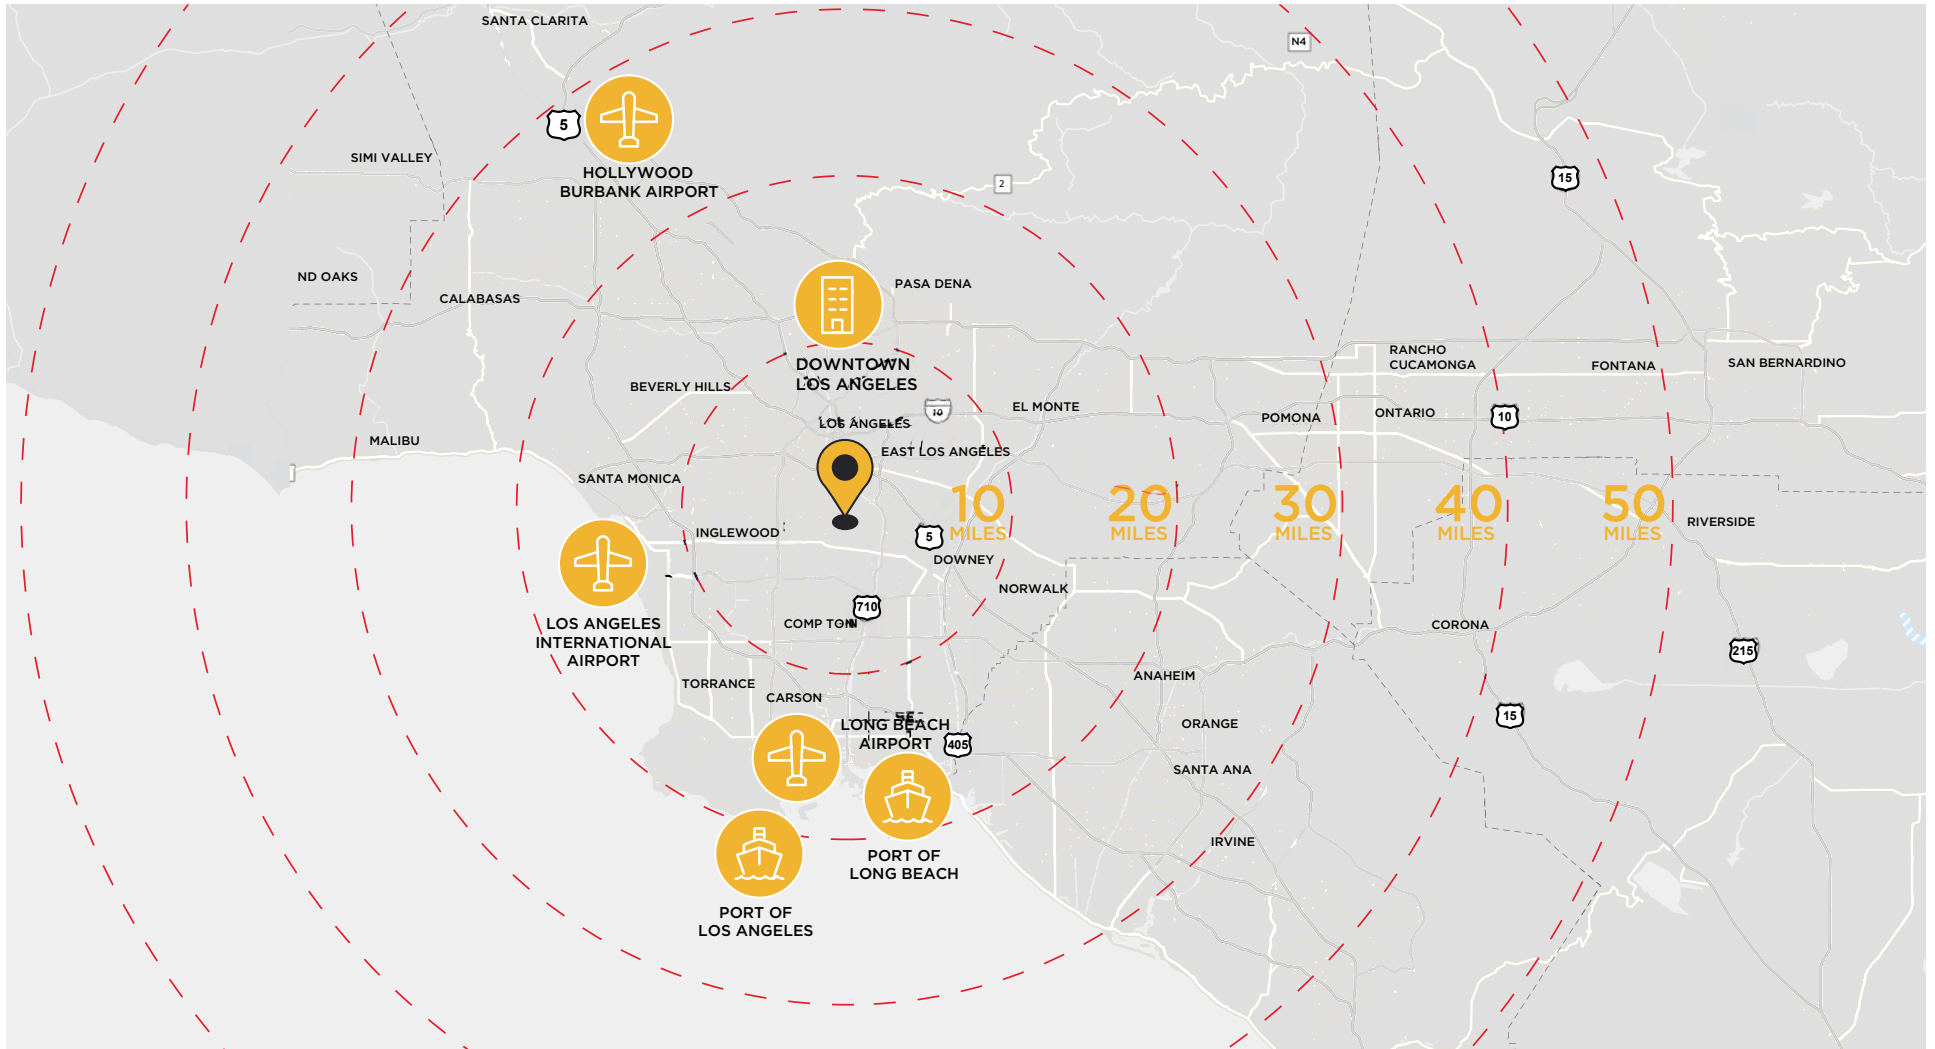 SANTA CLARITA
N4
5
SIMI VALLEY
HOLLYWOOD
BURBANK AIRPORT
2
15
ND OAKS
CALABASAS
PASA DENA
DOWNTOWN
LOS ANGELES
BEVERLY HILLS
RANCHO
CUCAMONGA
FONTANA
SAN BERNARDINO
EL MONTE
10
LOS ANGELES
POMONA
ONTARIO
10
MALIBU
EAST LOS ANGELES
SANTA MONICA
10
MILES
20
MILES
30
MILES
40
MILES
50
MILES
RIVERSIDE
INGLEWOOD
5
DOWNEY
NORWALK
710
COMP TON
CORONA
LOS ANGELES
INTERNATIONAL
AIRPORT
215
TORRANCE
CARSON
ANAHEIM
LONG BEACH
AIRPORT
405
ORANGE
15
SANTA ANA
IRVINE
PORT OF
LONG BEACH
PORT OF
LOS ANGELES